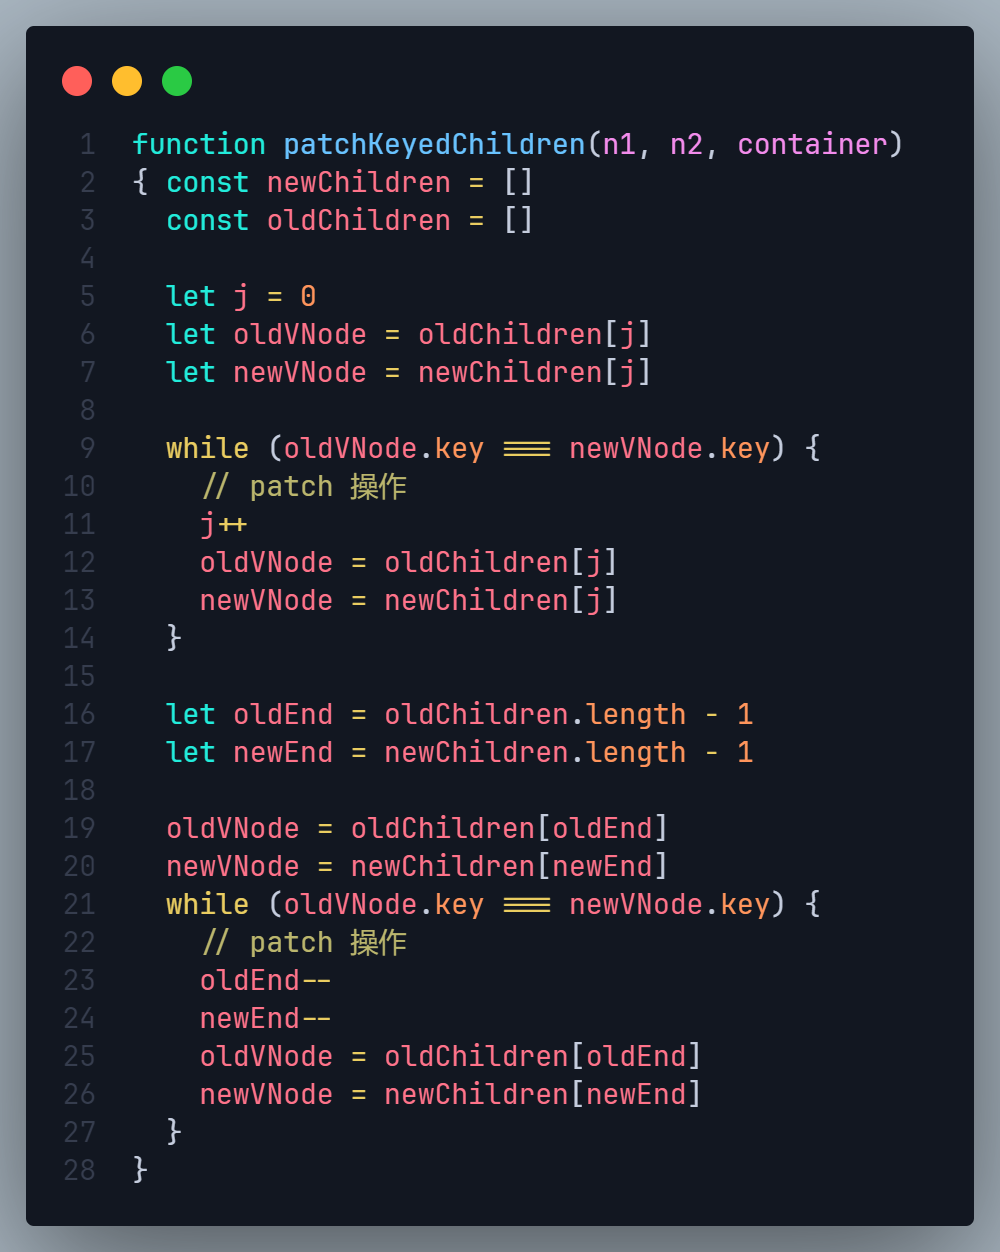 1 function patchKeyedChildren(n1, n2, container)
2 { const newChildren = []
3   const oldChildren = []
4
5   let j = 0
6   let oldVNode = oldChildren[j]
7   let newVNode = newChildren[j]
8
9   while (oldVNode.key === newVNode.key) {
10     // patch 操作
11     j++
12     oldVNode = oldChildren[j]
13     newVNode = newChildren[j]
14   }
15
16   let oldEnd = oldChildren.length - 1
17   let newEnd = newChildren.length - 1
18
19   oldVNode = oldChildren[oldEnd]
20   newVNode = newChildren[newEnd]
21   while (oldVNode.key === newVNode.key) {
22     // patch 操作
23     oldEnd--
24     newEnd--
25     oldVNode = oldChildren[oldEnd]
26     newVNode = newChildren[newEnd]
27   }
28 }